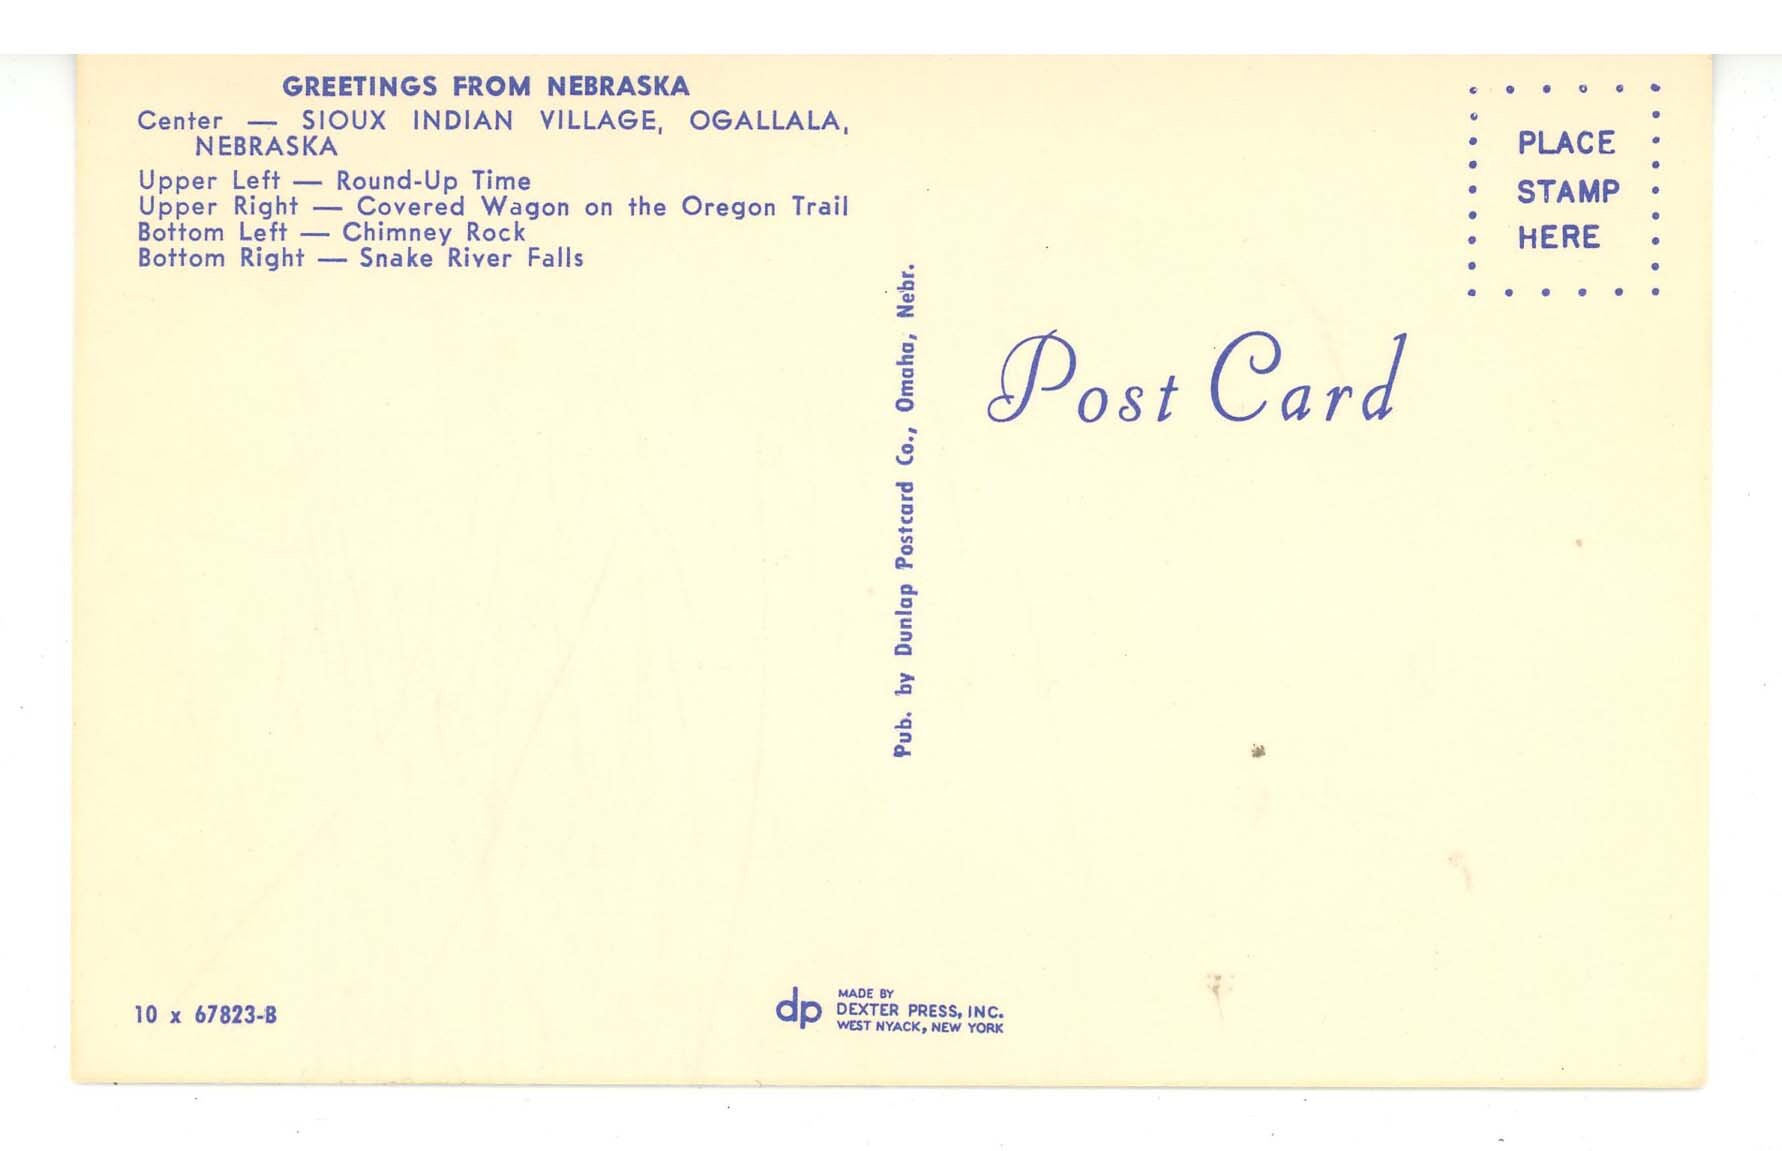 GREETINGS FROM NEBRASKA
Center — SIOUX INDIAN VILLAGE, OGALLALA,
NEBRASKA
Upper Left — Round-Up Time
Upper Right — Covered Wagon on the Oregon Trail
Bottom Left — Chimney Rock
Bottom Right — Snake River Falls
10 x 67823-B
Pub. by Dunlap Postcard Co., Omaha, Nebr.
dp
MADE BY
DEXTER PRESS, INC.
WEST NYACK, NEW YORK
PLACE
STAMP
HERE
Post Card